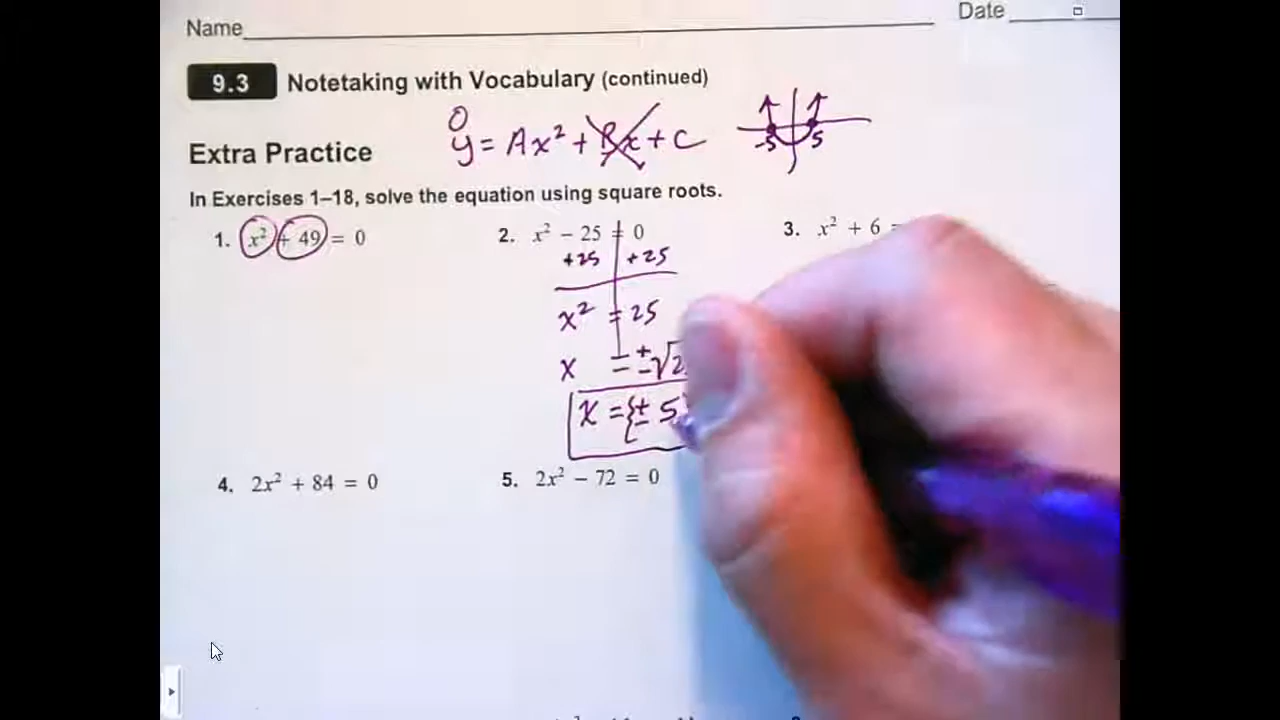 Name Date
9.3 Notetaking with Vocabulary (continued)
0
y = Ax² + Bx + C
-5 5
Extra Practice
In Exercises 1–18, solve the equation using square roots.
1. x² + 49 = 0
2. x² − 25 = 0
+25 +25
x² = 25
x = ±√2
x = {± 5
3. x² + 6 =
4. 2x² + 84 = 0
5. 2x² − 72 = 0